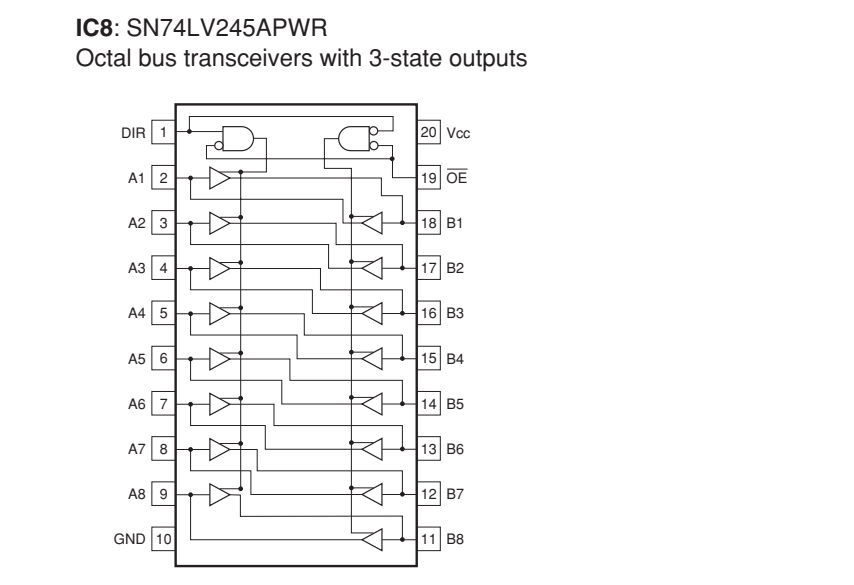 IC8: SN74LV245APWR
Octal bus transceivers with 3-state outputs
DIR 1 20 Vcc
A1 2 19 OE
A2 3 18 B1
A3 4 17 B2
A4 5 16 B3
A5 6 15 B4
A6 7 14 B5
A7 8 13 B6
A8 9 12 B7
GND 10 11 B8